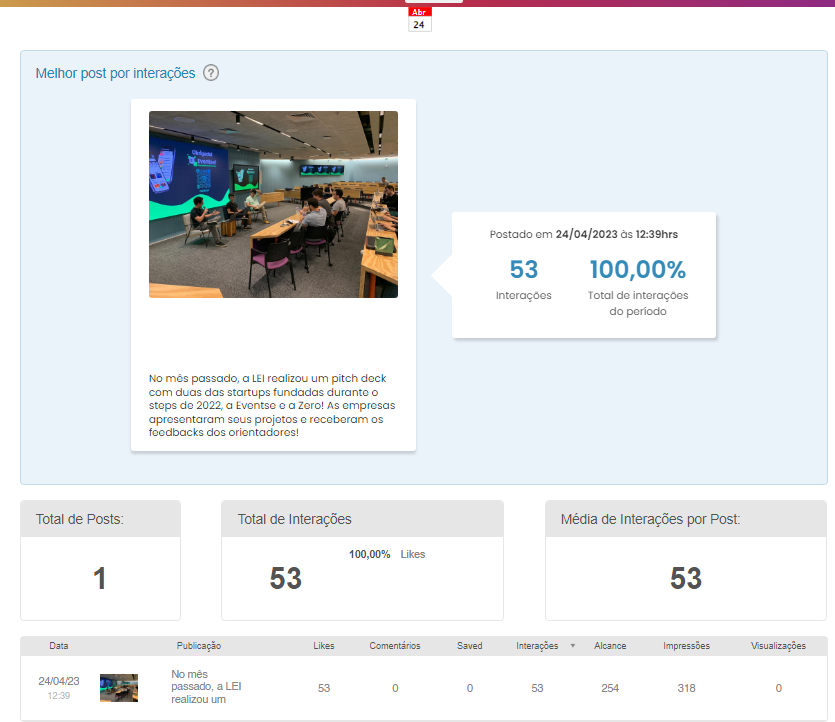 Abr
24
Melhor post por interações ?
Obrigado
Eventse!
Postado em 24/04/2023 às 12:39hrs
53 100,00%
Interações Total de interações
do período
No mês passado, a LEI realizou um pitch deck
com duas das startups fundadas durante o
steps de 2022, a Eventse e a Zero! As empresas
apresentaram seus projetos e receberam os
feedbacks dos orientadores!
Total de Posts:
1
Total de Interações
100,00% Likes
53
Média de Interações por Post:
53
Data Publicação Likes Comentários Saved Interações Alcance Impressões Visualizações
24/04/23
12:39
No mês
passado, a LEI
realizou um
53 0 0 53 254 318 0